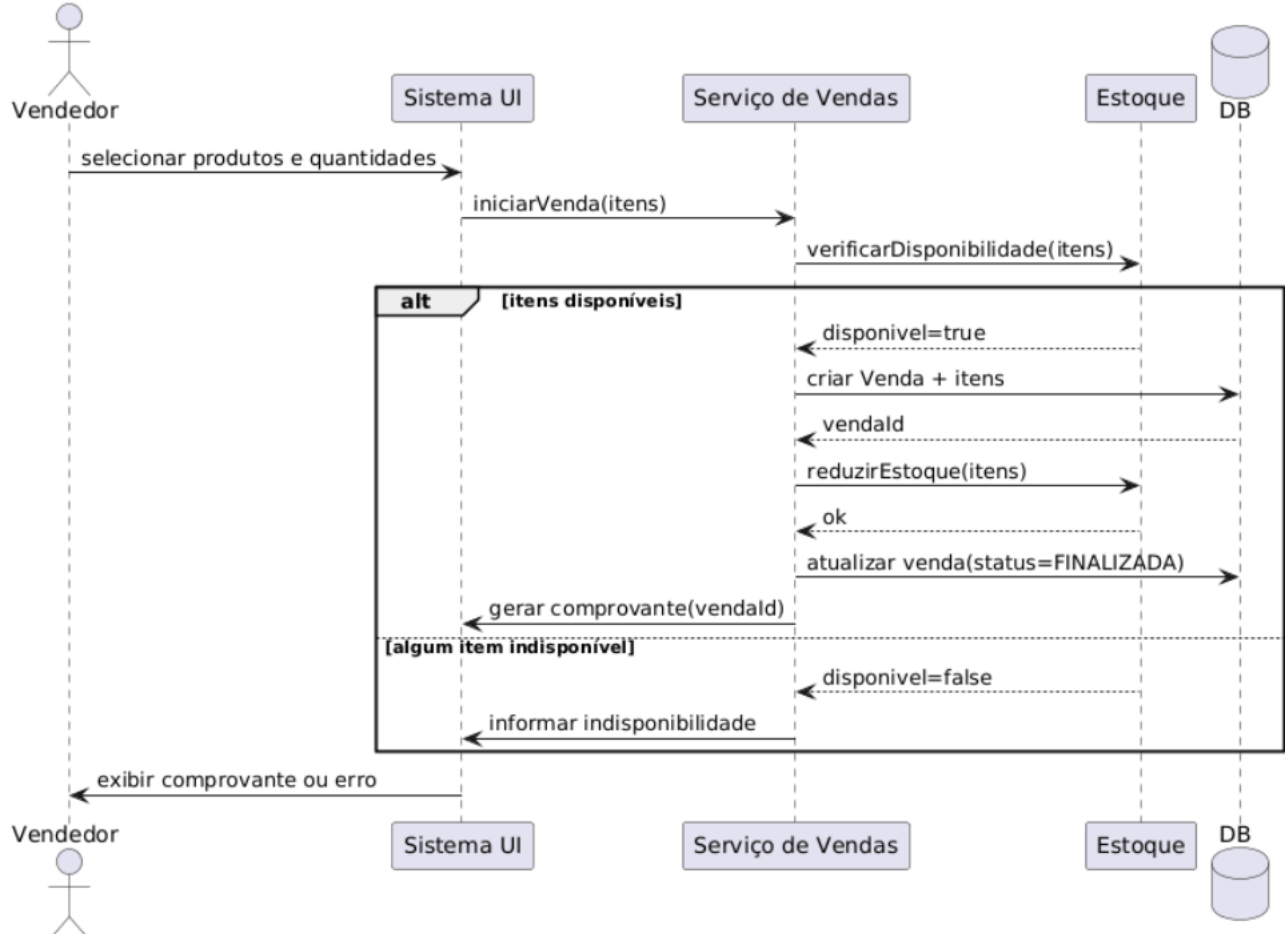 Vendedor
Sistema UI
Serviço de Vendas
Estoque
DB
selecionar produtos e quantidades
iniciarVenda(itens)
verificarDisponibilidade(itens)
alt
[itens disponíveis]
disponivel=true
criar Venda + itens
vendaId
reduzirEstoque(itens)
ok
atualizar venda(status=FINALIZADA)
gerar comprovante(vendaId)
[algum item indisponível]
disponivel=false
informar indisponibilidade
exibir comprovante ou erro
Vendedor
Sistema UI
Serviço de Vendas
Estoque
DB